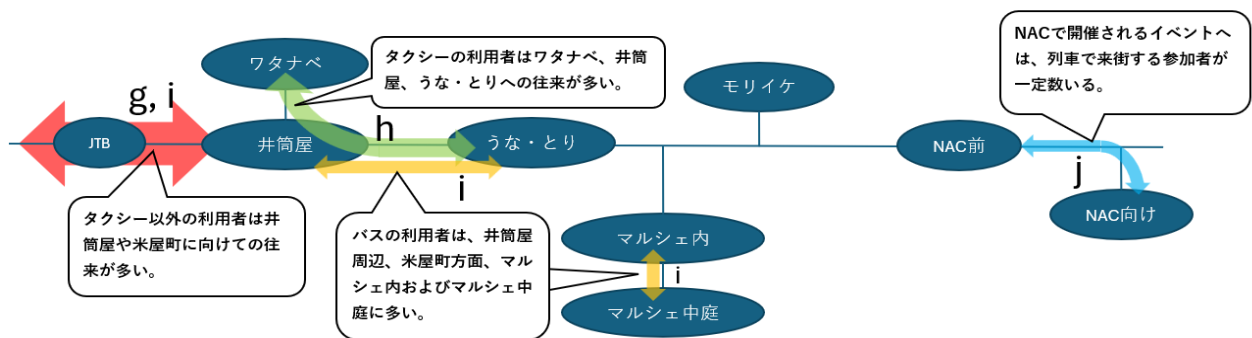 NACで開催されるイベントへ
は、列車で来街する参加者が
一定数いる。
タクシーの利用者はワタナベ、井筒
屋、うな・とりへの往来が多い。
ワタナベ
モリイケ
g, i
h
JTB
井筒屋
うな・とり
NAC前
i
j
NAC向け
タクシー以外の利用者は井
筒屋や米屋町に向けての往
来が多い。
バスの利用者は、井筒屋
周辺、米屋町方面、マル
シェ内およびマルシェ中
庭に多い。
マルシェ内
i
マルシェ中庭